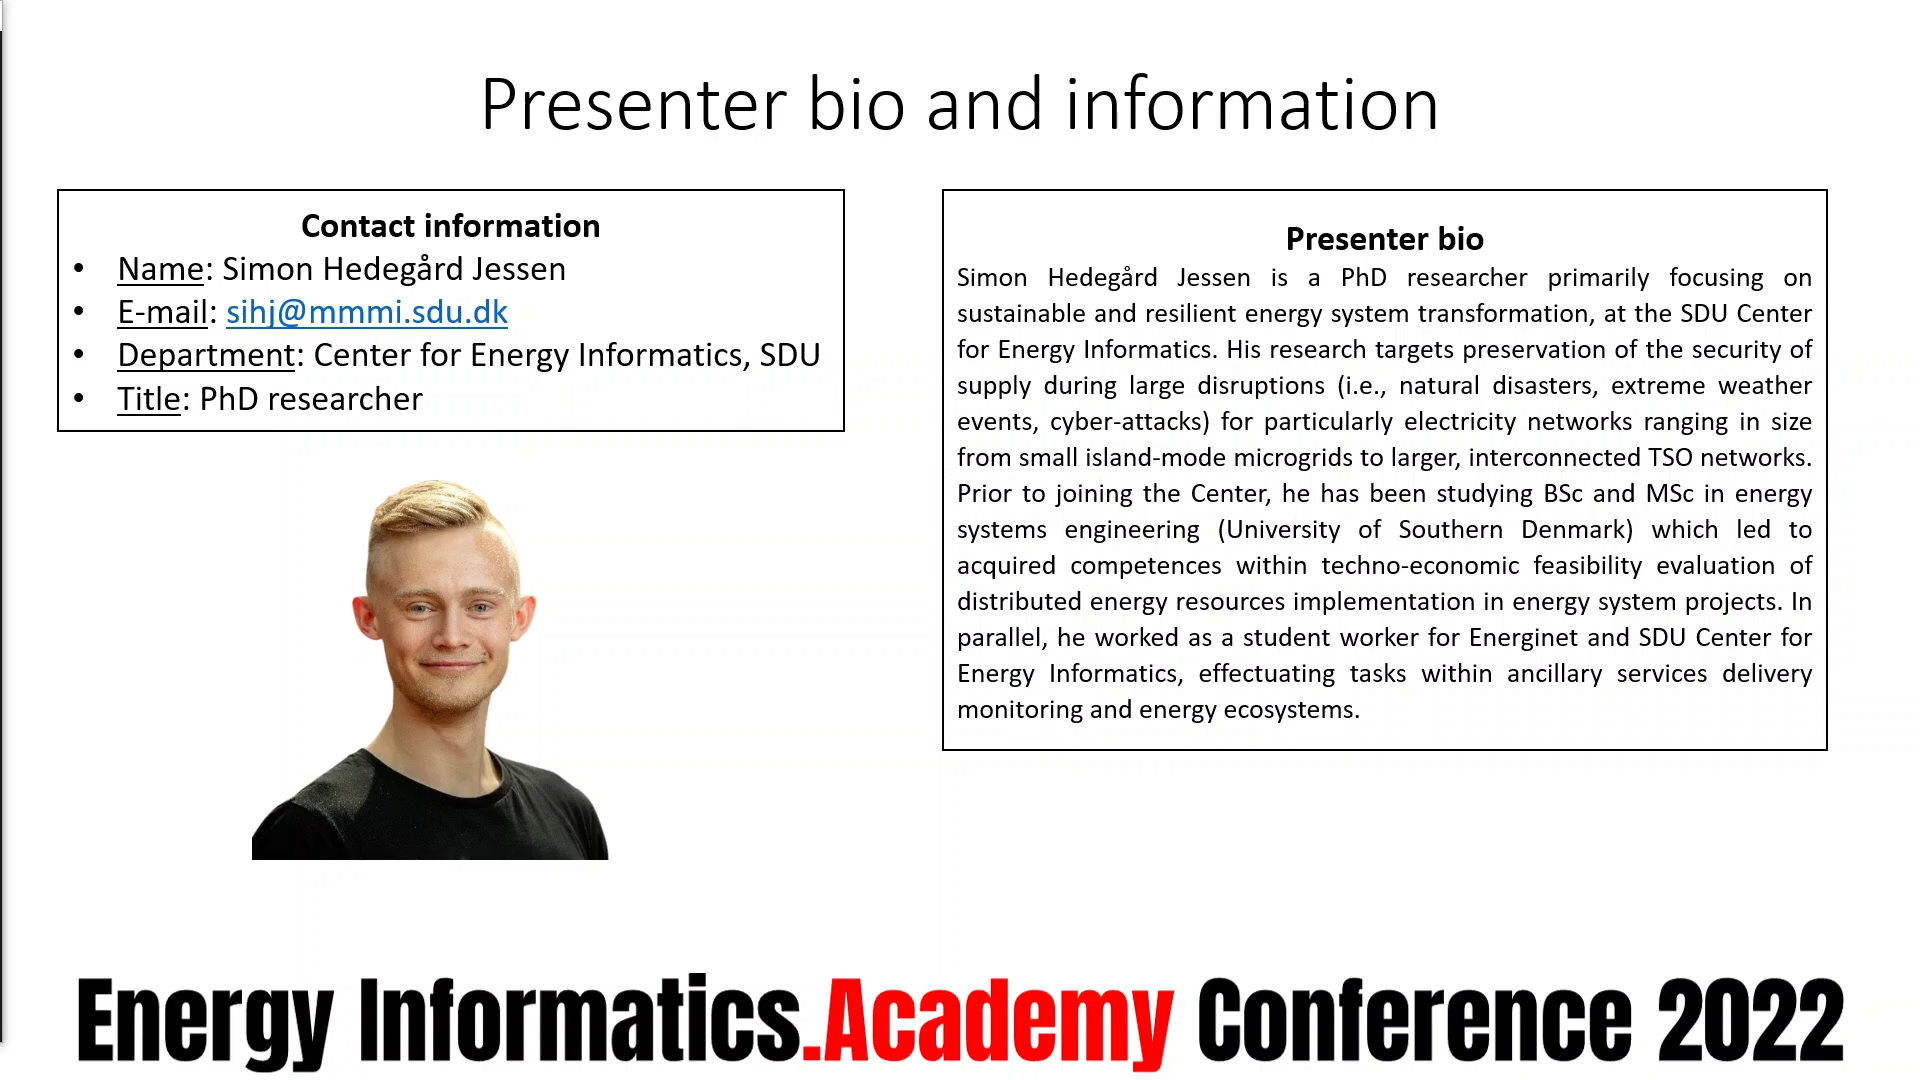 Presenter bio and information
Contact information
• Name: Simon Hedegård Jessen
• E-mail: sihj@mmmi.sdu.dk
• Department: Center for Energy Informatics, SDU
• Title: PhD researcher
Presenter bio
Simon Hedegård Jessen is a PhD researcher primarily focusing on
sustainable and resilient energy system transformation, at the SDU Center
for Energy Informatics. His research targets preservation of the security of
supply during large disruptions (i.e., natural disasters, extreme weather
events, cyber-attacks) for particularly electricity networks ranging in size
from small island-mode microgrids to larger, interconnected TSO networks.
Prior to joining the Center, he has been studying BSc and MSc in energy
systems engineering (University of Southern Denmark) which led to
acquired competences within techno-economic feasibility evaluation of
distributed energy resources implementation in energy system projects. In
parallel, he worked as a student worker for Energinet and SDU Center for
Energy Informatics, effectuating tasks within ancillary services delivery
monitoring and energy ecosystems.
Energy Informatics.Academy Conference 2022